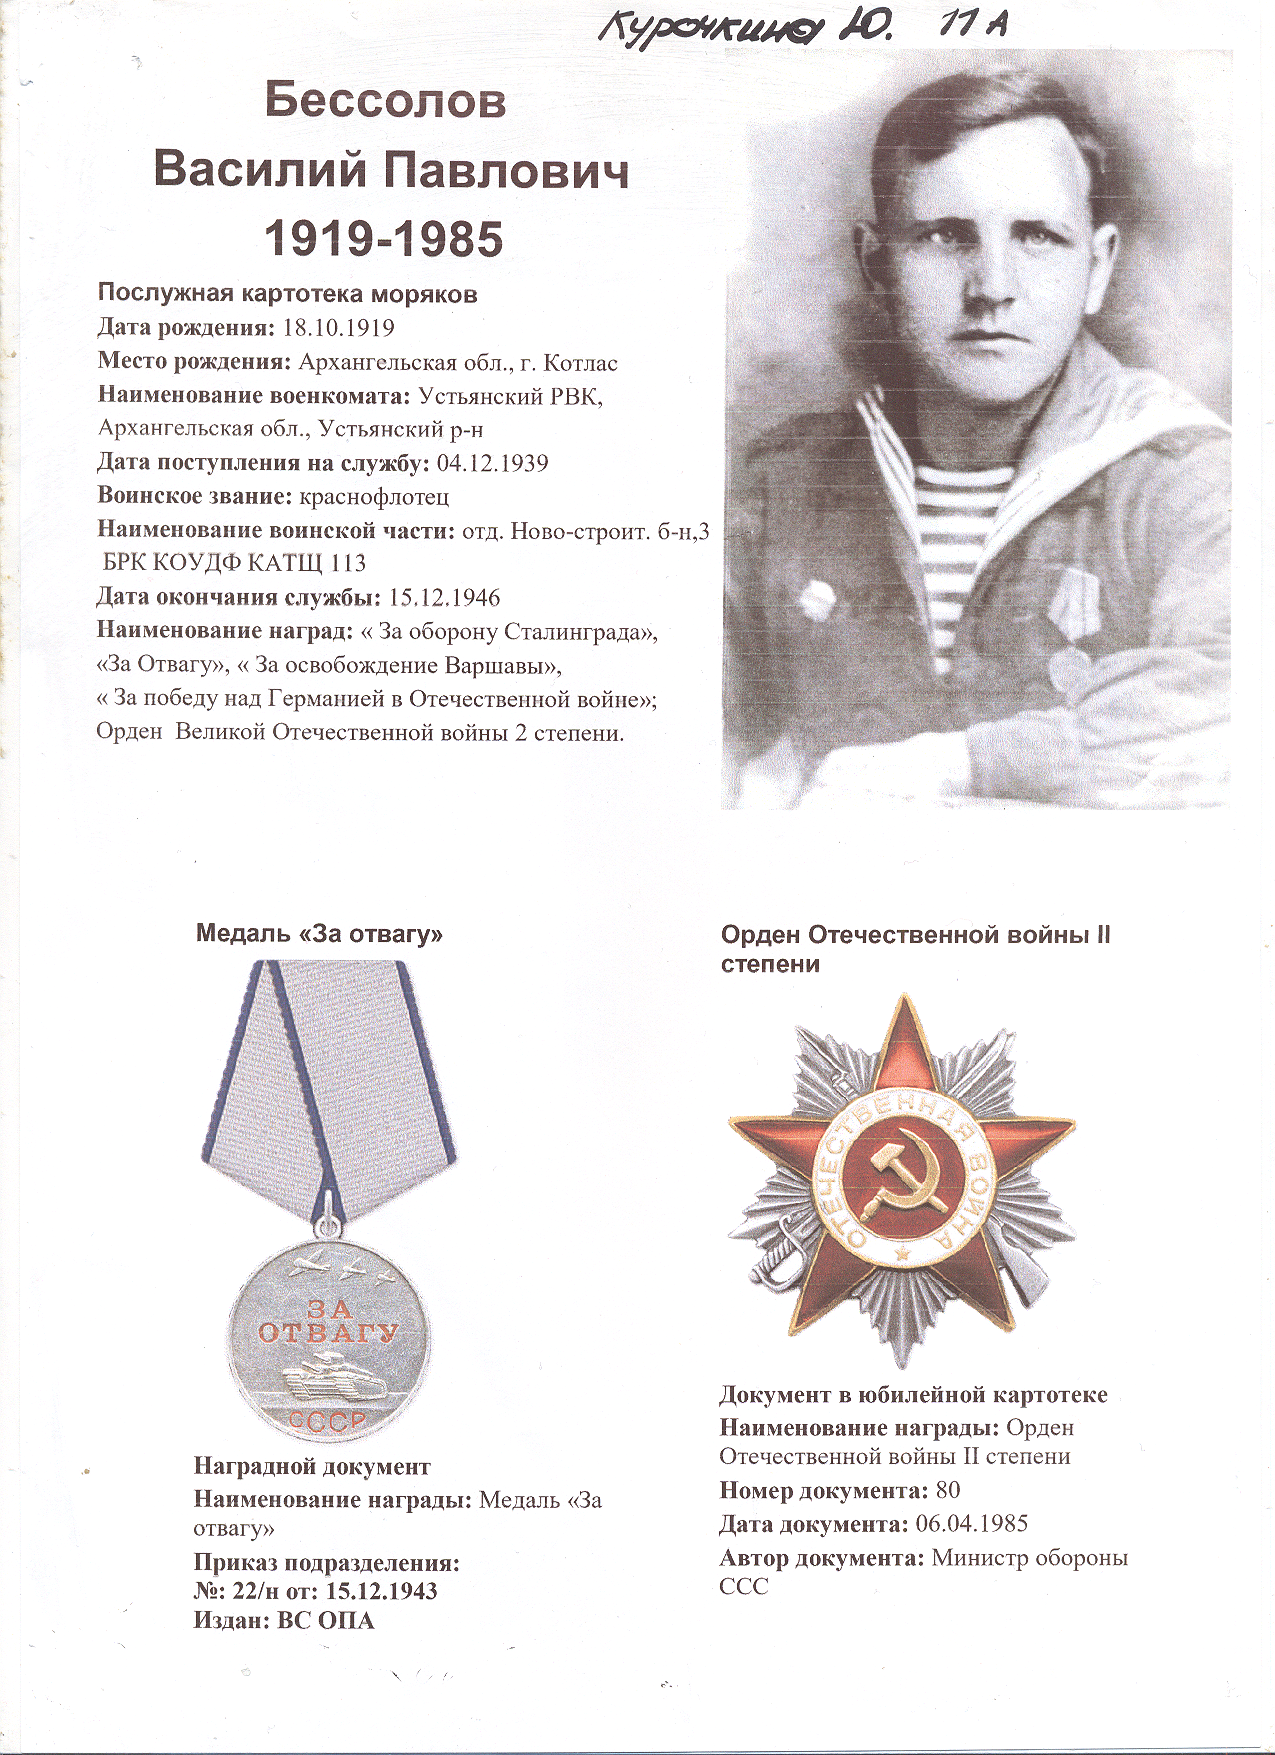 Курочкина Ю. 11 А
Бессолов
Василий Павлович
1919-1985
Послужная картотека моряков
Дата рождения: 18.10.1919
Место рождения: Архангельская обл., г. Котлас
Наименование военкомата: Устьянский РВК,
Архангельская обл., Устьянский р-н
Дата поступления на службу: 04.12.1939
Воинское звание: краснофлотец
Наименование воинской части: отд. Ново-строит. б-н,3
БРК КОУДФ КАТЩ 113
Дата окончания службы: 15.12.1946
Наименование наград: « За оборону Сталинграда»,
«За Отвагу», « За освобождение Варшавы»,
« За победу над Германией в Отечественной войне»;
Орден Великой Отечественной войны 2 степени.
Медаль «За отвагу»
ЗА
ОТВАГУ
СССР
Наградной документ
Наименование награды: Медаль «За
отвагу»
Приказ подразделения:
№: 22/н от: 15.12.1943
Издан: ВС ОПА
Орден Отечественной войны II
степени
ОТЕЧЕСТВЕННАЯ ВОЙНА
Документ в юбилейной картотеке
Наименование награды: Орден
Отечественной войны II степени
Номер документа: 80
Дата документа: 06.04.1985
Автор документа: Министр обороны
ССС